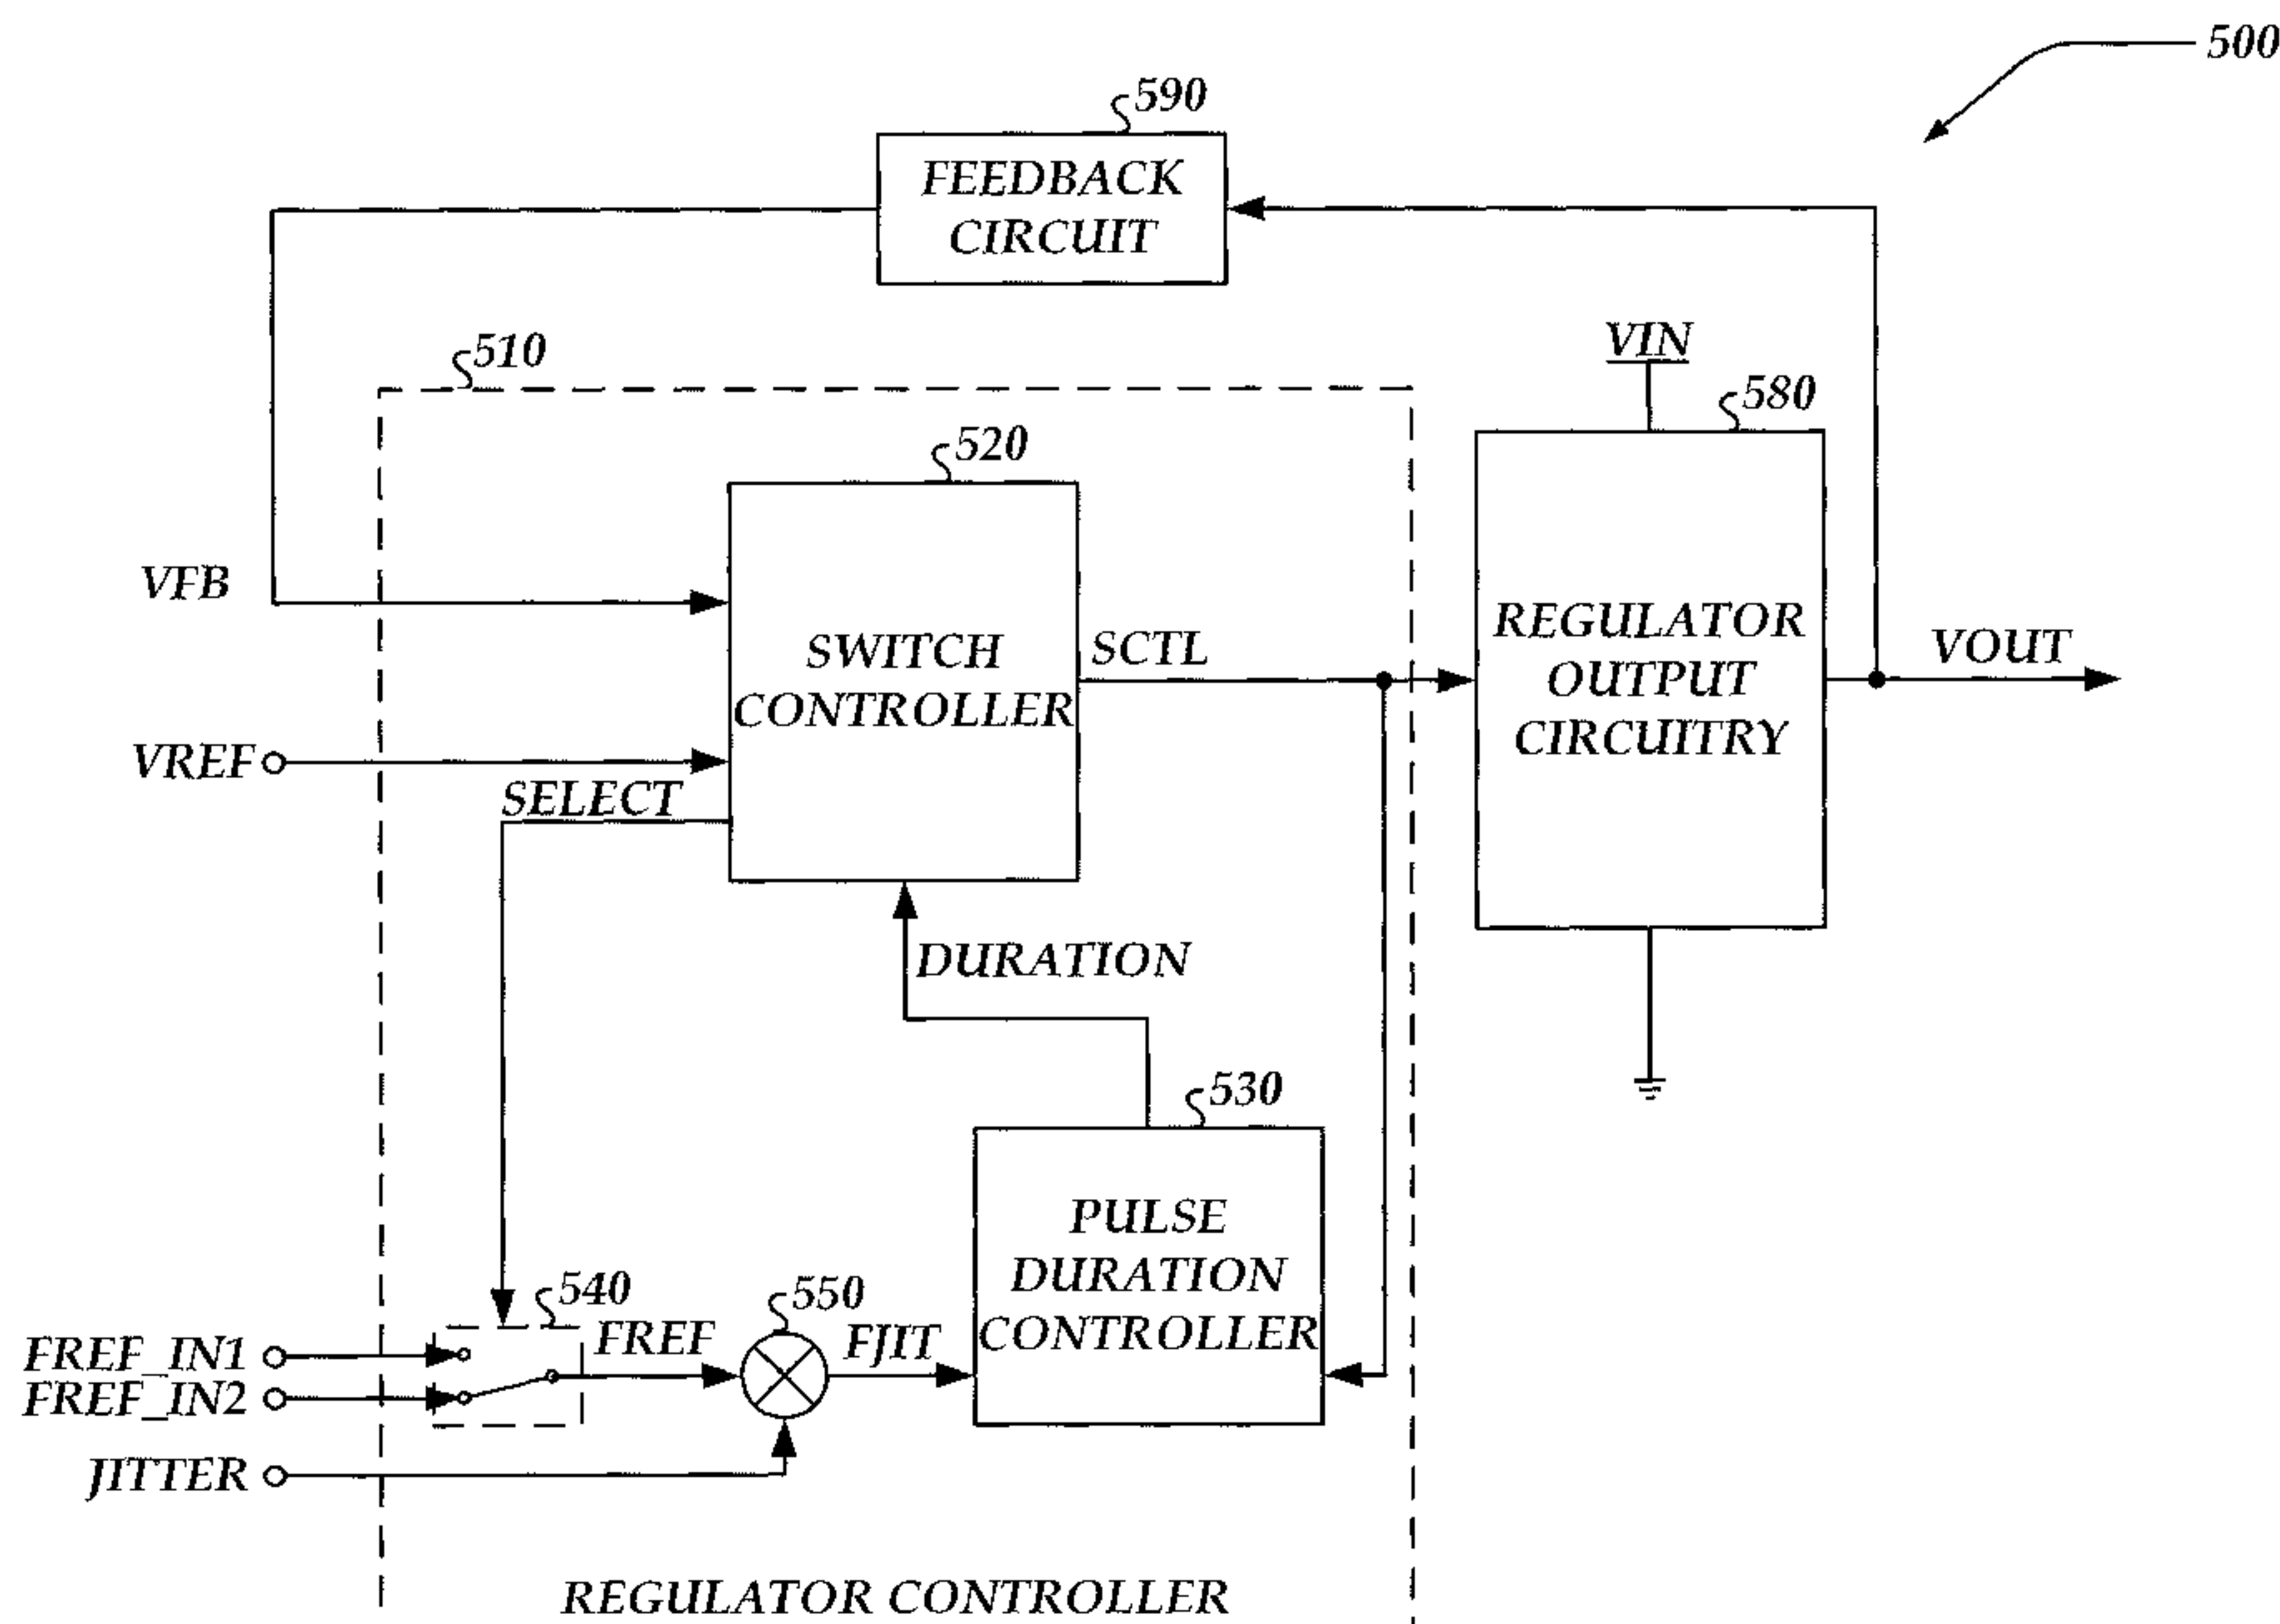 500
590
FEEDBACK
CIRCUIT
VIN
510
580
520
VFB
SWITCH
CONTROLLER
SCTL
REGULATOR
OUTPUT
CIRCUITRY
VOUT
VREF
SELECT
DURATION
530
PULSE
DURATION
CONTROLLER
540
550
FREF_IN1
FREF
FJIT
FREF_IN2
JITTER
REGULATOR CONTROLLER